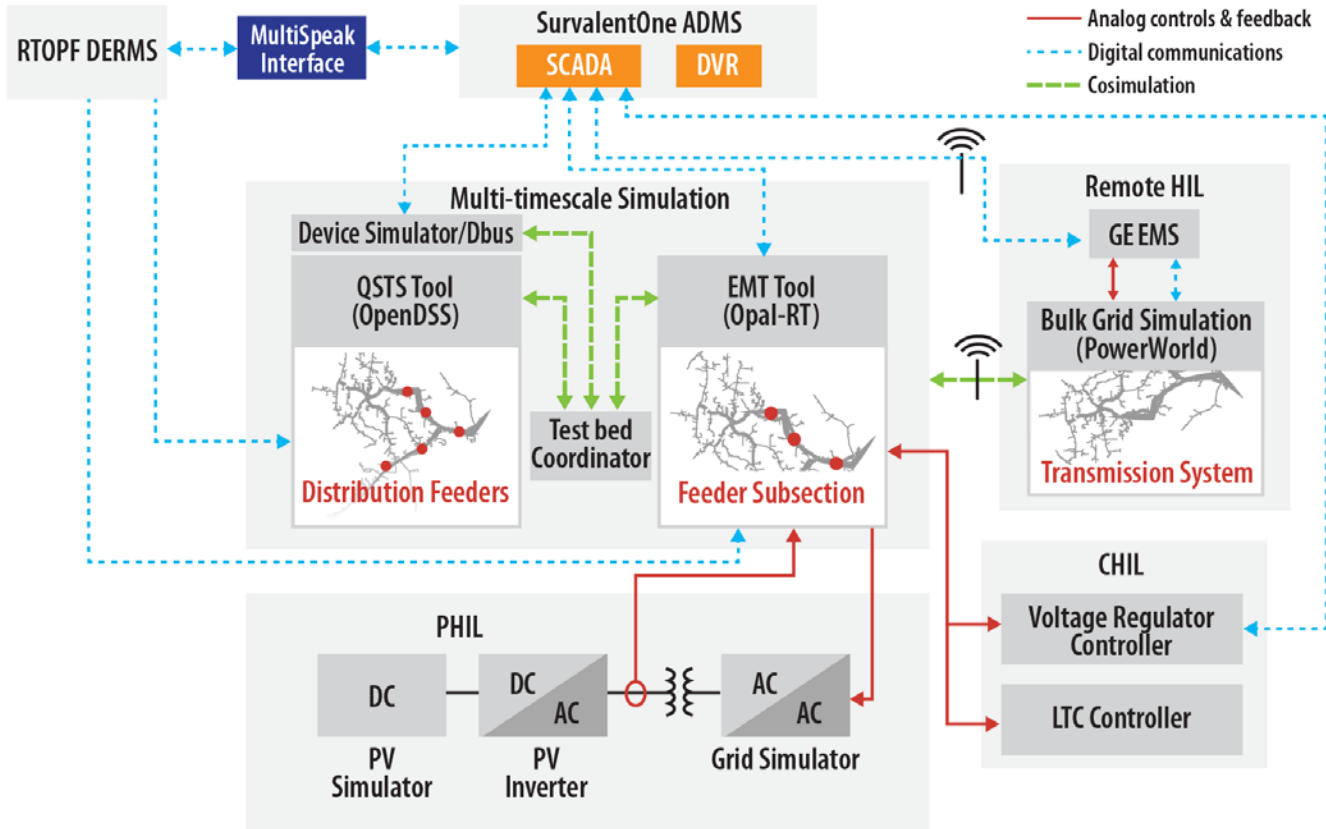 RTOPF DERMS
MultiSpeak
Interface
SurvalentOne ADMS
SCADA
DVR
Analog controls & feedback
Digital communications
Cosimulation
Multi-timescale Simulation
Device Simulator/Dbus
QSTS Tool
(OpenDSS)
Distribution Feeders
Test bed
Coordinator
EMT Tool
(Opal-RT)
Feeder Subsection
Remote HIL
GE EMS
Bulk Grid Simulation
(PowerWorld)
Transmission System
PHIL
DC
PV
Simulator
DC
AC
PV
Inverter
AC
AC
Grid Simulator
CHIL
Voltage Regulator
Controller
LTC Controller